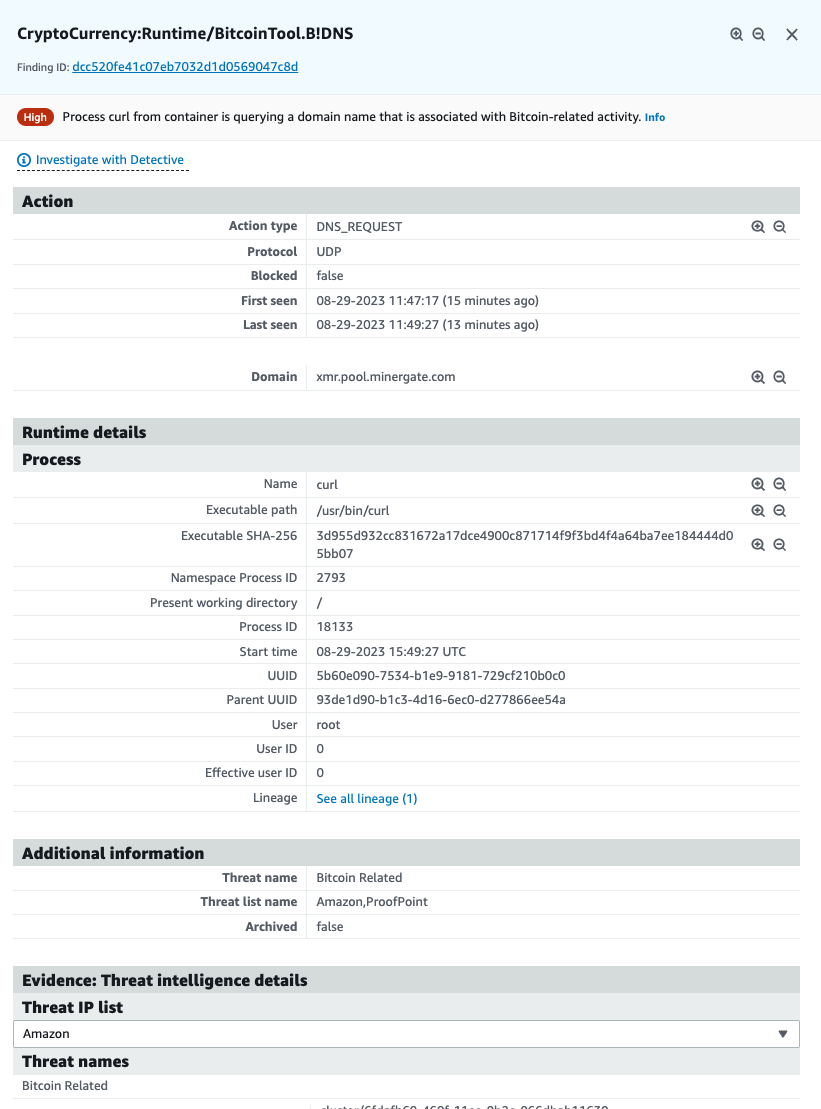 CryptoCurrency:Runtime/BitcoinTool.B!DNS
Finding ID: dcc520fe41c07eb7032d1d0569047c8d
High Process curl from container is querying a domain name that is associated with Bitcoin-related activity. Info
Investigate with Detective
Action
Action type DNS_REQUEST
Protocol UDP
Blocked false
First seen 08-29-2023 11:47:17 (15 minutes ago)
Last seen 08-29-2023 11:49:27 (13 minutes ago)
Domain xmr.pool.minergate.com
Runtime details
Process
Name curl
Executable path /usr/bin/curl
Executable SHA-256 3d955d932cc831672a17dce4900c871714f9f3bd4f4a64ba7ee184444d0
5bb07
Namespace Process ID 2793
Present working directory /
Process ID 18133
Start time 08-29-2023 15:49:27 UTC
UUID 5b60e090-7534-b1e9-9181-729cf210b0c0
Parent UUID 93de1d90-b1c3-4d16-6ec0-d277866ee54a
User root
User ID 0
Effective user ID 0
Lineage See all lineage (1)
Additional information
Threat name Bitcoin Related
Threat list name Amazon,ProofPoint
Archived false
Evidence: Threat intelligence details
Threat IP list
Amazon
Threat names
Bitcoin Related